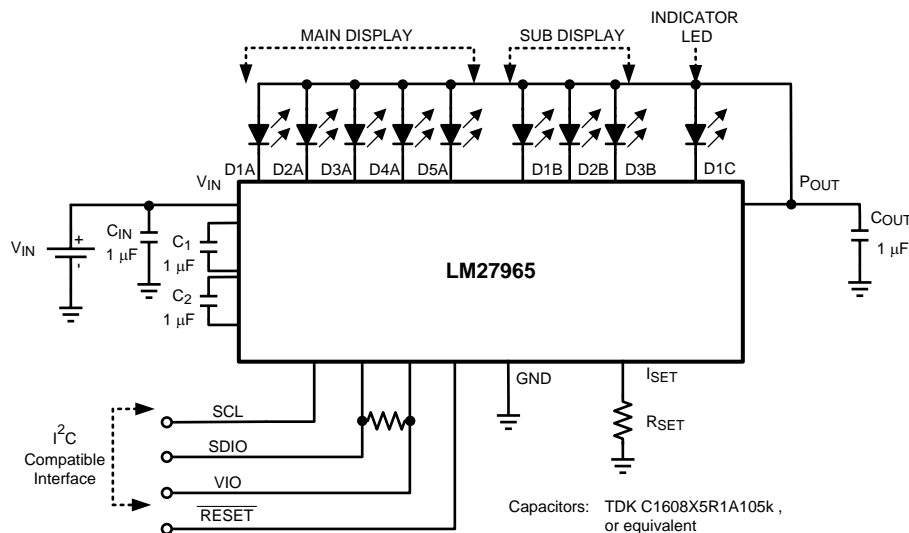 MAIN DISPLAY
SUB DISPLAY
INDICATOR
LED
D1A
D2A
D3A
D4A
D5A
D1B
D2B
D3B
D1C
VIN
POUT
VIN
+
-
CIN
1 µF
C1
1 µF
C2
1 µF
LM27965
COUT
1 µF
GND
ISET
RSET
I2C
Compatible
Interface
SCL
SDIO
VIO
RESET
Capacitors: TDK C1608X5R1A105k ,
or equivalent